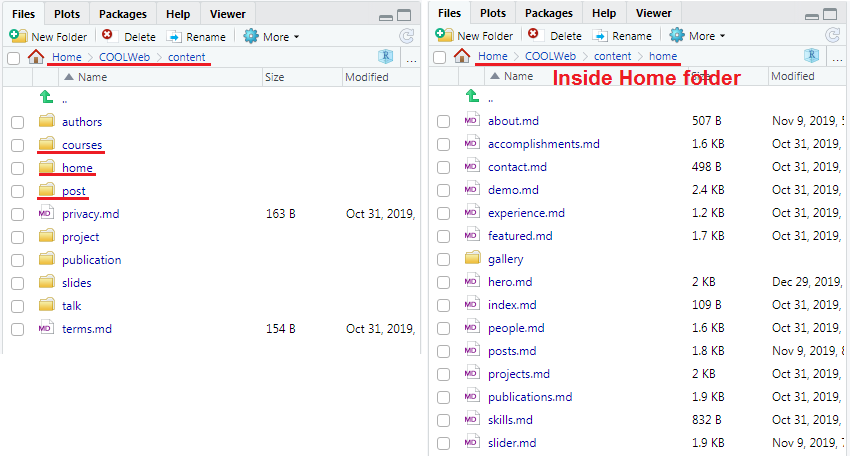 Files Plots Packages Help Viewer
New Folder Delete Rename More
Home COOLWeb content ...
Name Size Modified
..
authors
courses
home
post
privacy.md 163 B Oct 31, 2019,
project
publication
slides
talk
terms.md 154 B Oct 31, 2019,
Files Plots Packages Help Viewer
New Folder Delete Rename More
Home COOLWeb content home ...
Name Size Modified
Inside Home folder
..
about.md 507 B Nov 9, 2019, 5
accomplishments.md 1.6 KB Oct 31, 2019,
contact.md 498 B Oct 31, 2019,
demo.md 2.4 KB Oct 31, 2019,
experience.md 1.2 KB Oct 31, 2019,
featured.md 1.7 KB Oct 31, 2019,
gallery
hero.md 2 KB Dec 29, 2019,
index.md 109 B Oct 31, 2019,
people.md 1.6 KB Oct 31, 2019,
posts.md 1.8 KB Nov 9, 2019, 8
projects.md 2 KB Oct 31, 2019,
publications.md 1.9 KB Oct 31, 2019,
skills.md 832 B Oct 31, 2019,
slider.md 1.9 KB Nov 9, 2019, 7